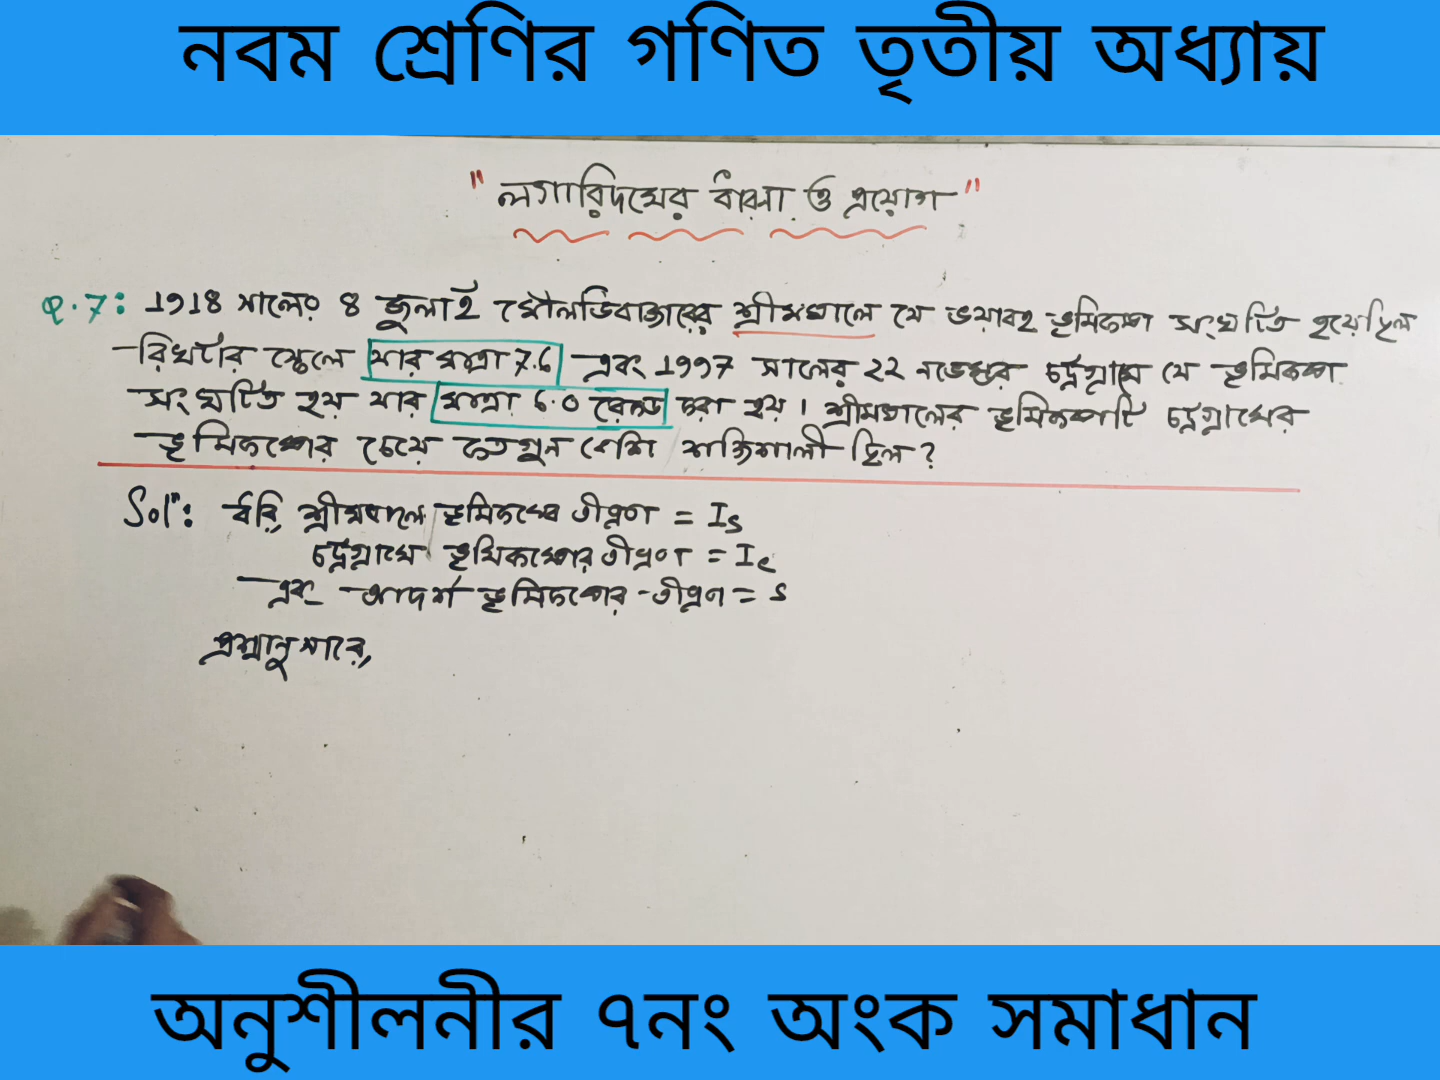 নবম শ্রেণির গণিত তৃতীয় অধ্যায়
"লগারিদমের ধারণা ও প্রয়োগ"
Q.7: 1918 সালের ৪ জুলাই মৌলভিবাজারের শ্রীমঙ্গলে যে ভয়াবহ ভূমিকম্প সংঘটিত হয়েছিল
রিখটার স্কেলে যার মাত্রা 7.6 এবং 1997 সালের 22 নভেম্বর চট্টগ্রামে যে ভূমিকম্প
সংঘটিত হয় যার মাত্রা 6.0 রেকর্ড করা হয়। শ্রীমঙ্গলের ভূমিকম্পটি চট্টগ্রামের
ভূমিকম্পের চেয়ে কতগুন বেশি শক্তিশালী ছিল?
Solⁿ: ধরি, শ্রীমঙ্গলে ভূমিকম্পের তীব্রতা = Is
চট্টগ্রামে ভূমিকম্পের তীব্রতা = Ic
এবং আদর্শ ভূমিকম্পের তীব্রতা = s
প্রশ্নানুসারে,
অনুশীলনীর ৭নং অংক সমাধান